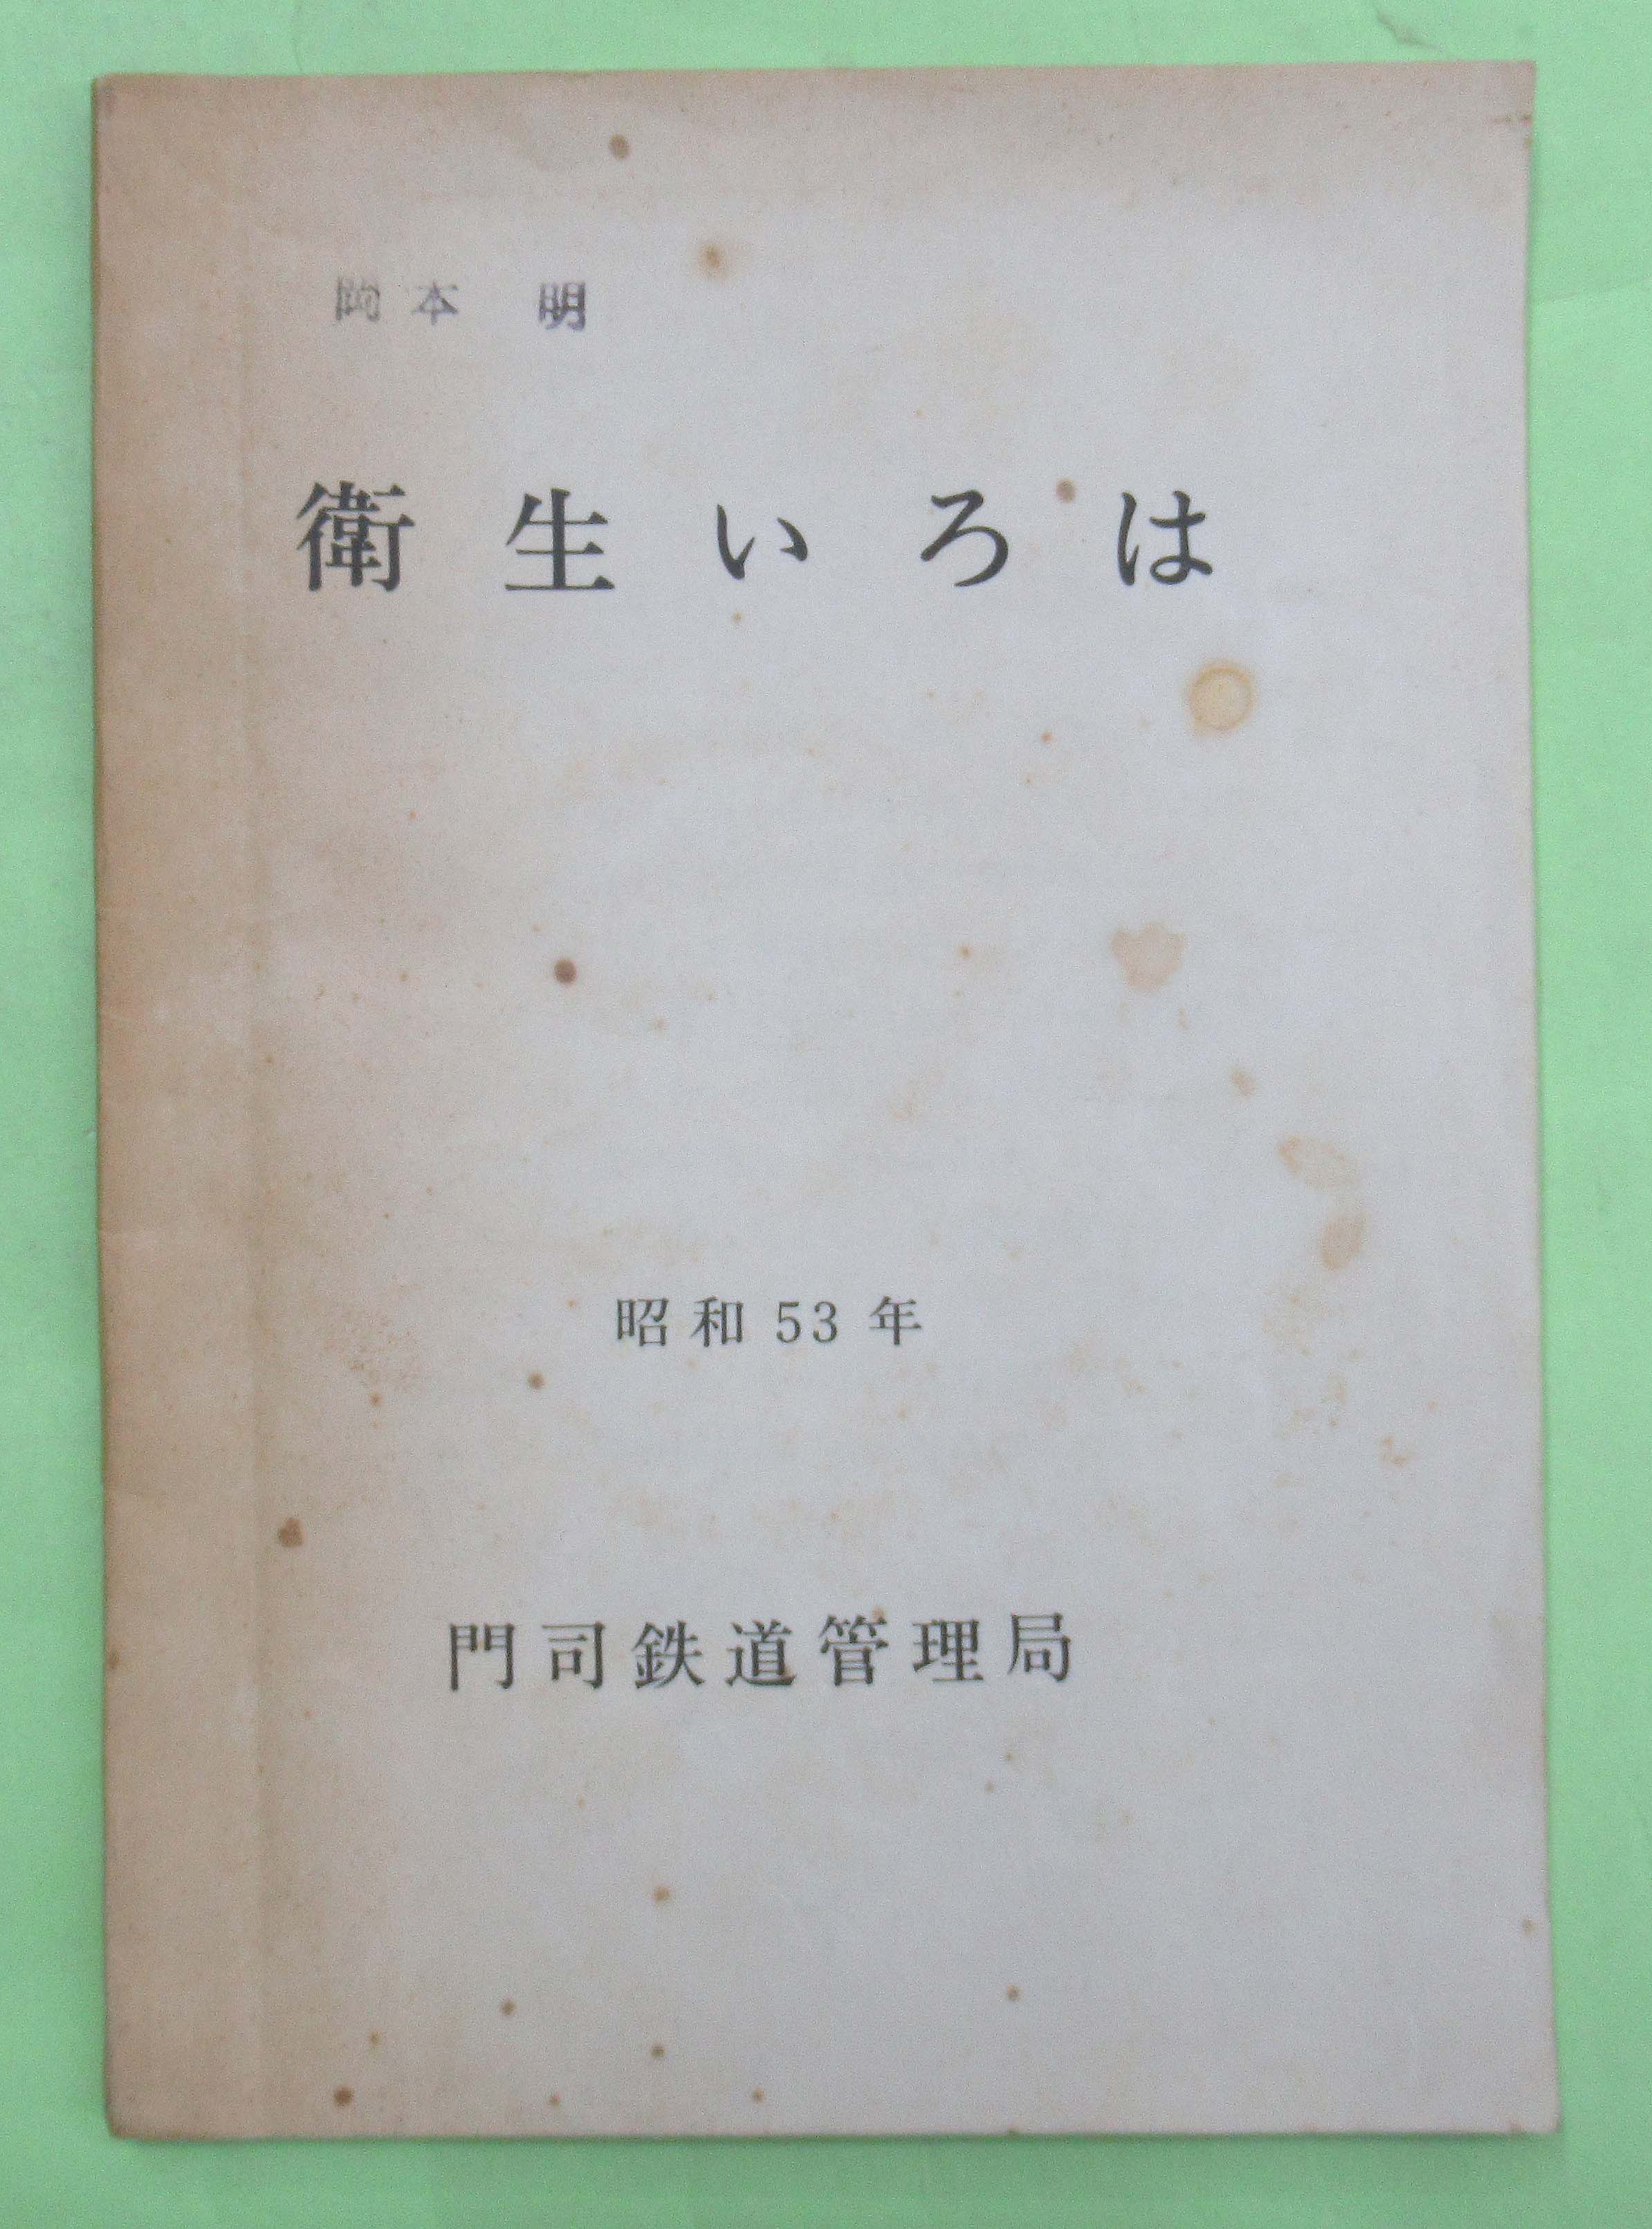 岡本 明
衛生いろは
昭和53年
門司鉄道管理局